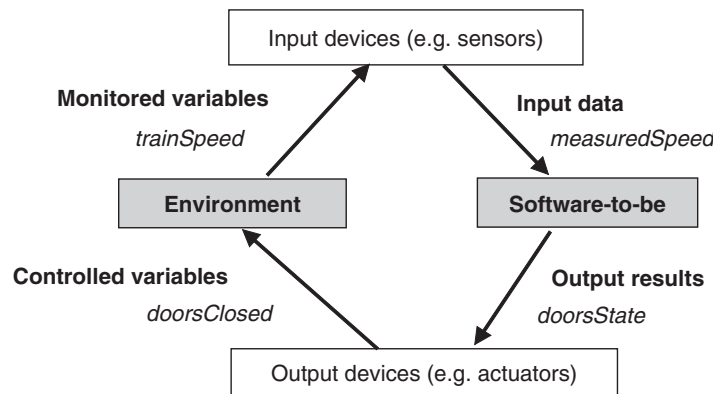 Input devices (e.g. sensors)
Monitored variables
trainSpeed
Input data
measuredSpeed
Environment
Software-to-be
Controlled variables
doorsClosed
Output results
doorsState
Output devices (e.g. actuators)